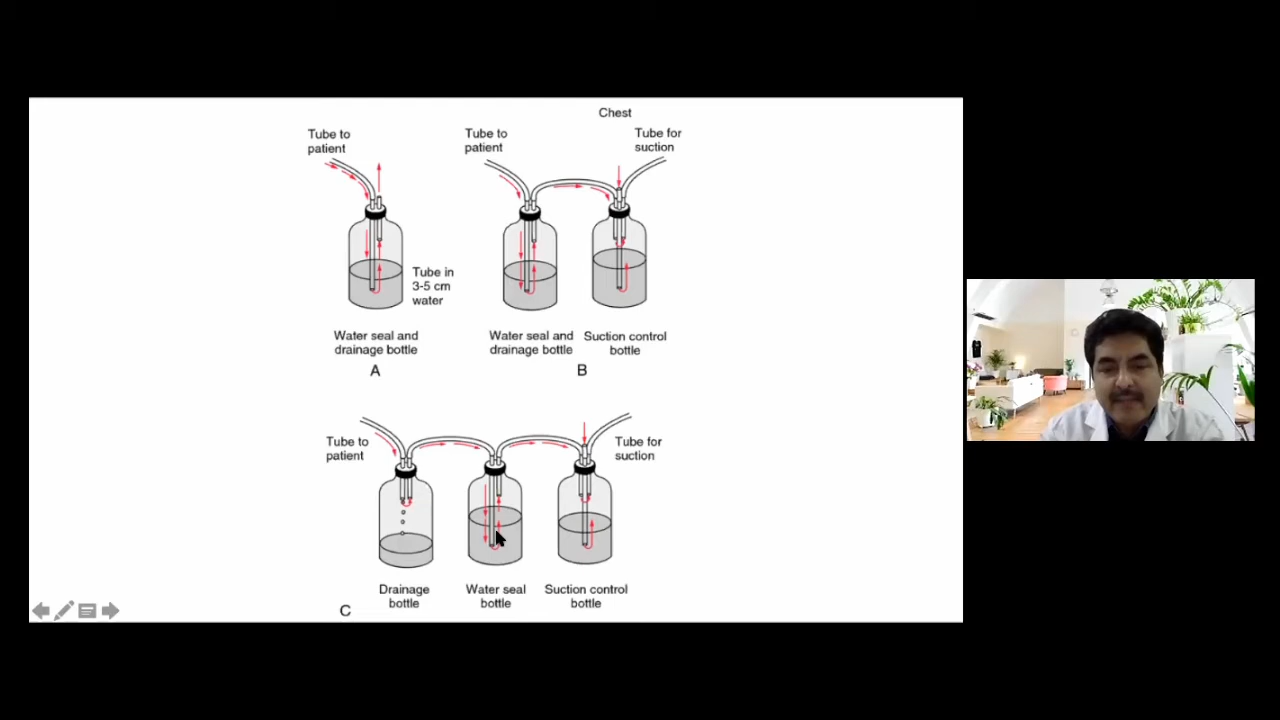 Chest
Tube to
patient
Tube to
patient
Tube for
suction
Tube in
3-5 cm
water
Water seal and
drainage bottle
Water seal and
drainage bottle
Suction control
bottle
A
B
Tube to
patient
Tube for
suction
Drainage
bottle
Water seal
bottle
Suction control
bottle
C